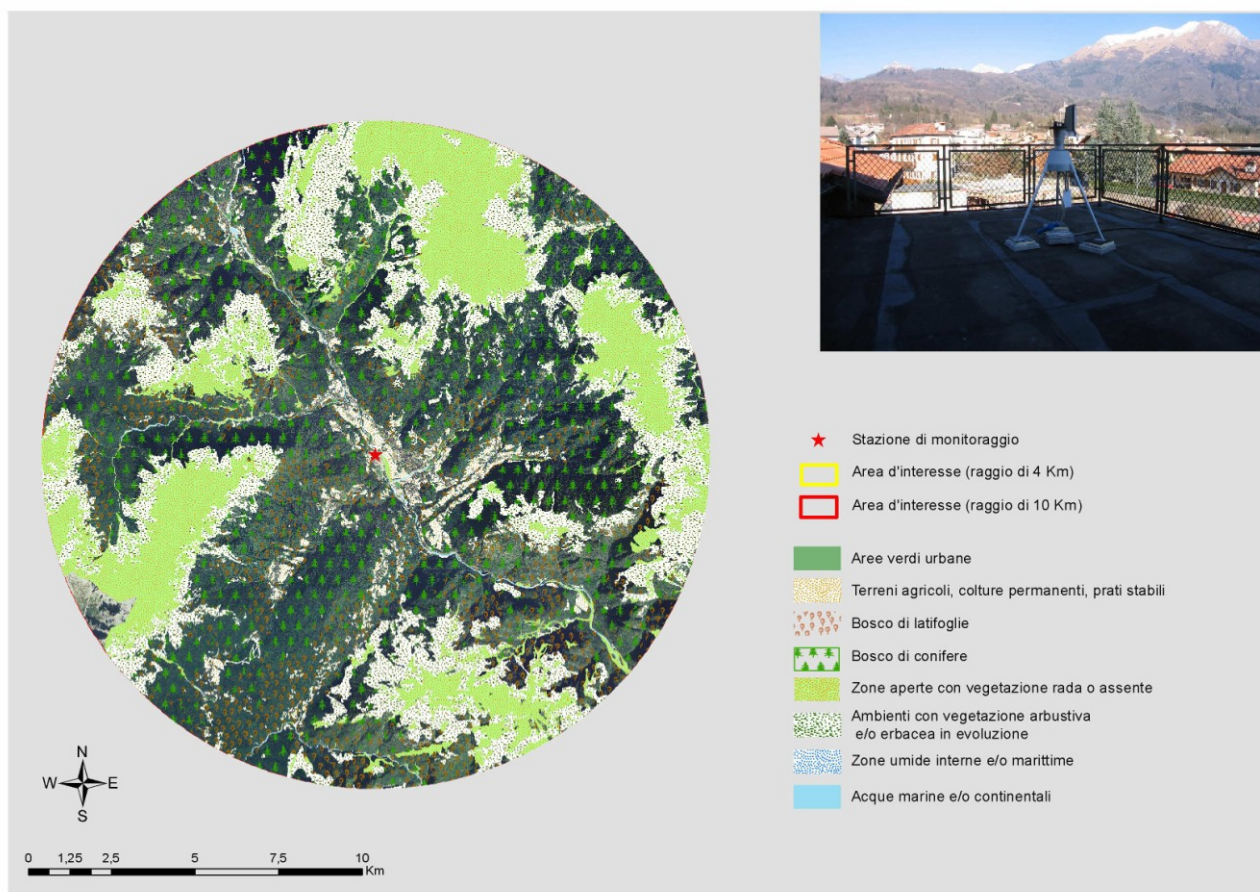 Stazione di monitoraggio
Area d'interesse (raggio di 4 Km)
Area d'interesse (raggio di 10 Km)
Aree verdi urbane
Terreni agricoli, colture permanenti, prati stabili
Bosco di latifoglie
Bosco di conifere
Zone aperte con vegetazione rada o assente
Ambienti con vegetazione arbustiva
e/o erbacea in evoluzione
Zone umide interne e/o marittime
Acque marine e/o continentali
N
W E
S
0 1,25 2,5 5 7,5 10
Km